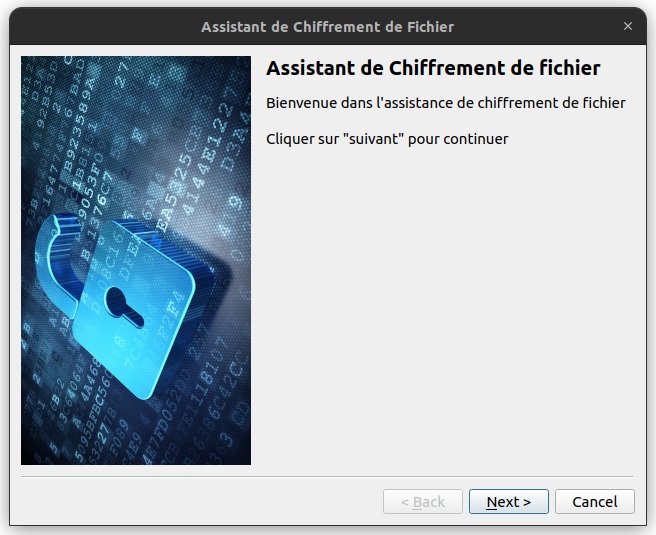 Assistant de Chiffrement de Fichier
Assistant de Chiffrement de fichier
Bienvenue dans l'assistance de chiffrement de fichier
Cliquer sur "suivant" pour continuer
< Back
Next >
Cancel